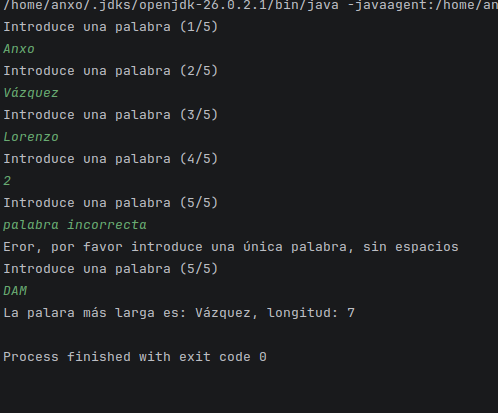 /home/anxo/.jdks/openjdk-26.0.2.1/bin/java -javaagent:/home/an
Introduce una palabra (1/5)
Anxo
Introduce una palabra (2/5)
Vázquez
Introduce una palabra (3/5)
Lorenzo
Introduce una palabra (4/5)
2
Introduce una palabra (5/5)
palabra incorrecta
Eror, por favor introduce una única palabra, sin espacios
Introduce una palabra (5/5)
DAM
La palara más larga es: Vázquez, longitud: 7
Process finished with exit code 0